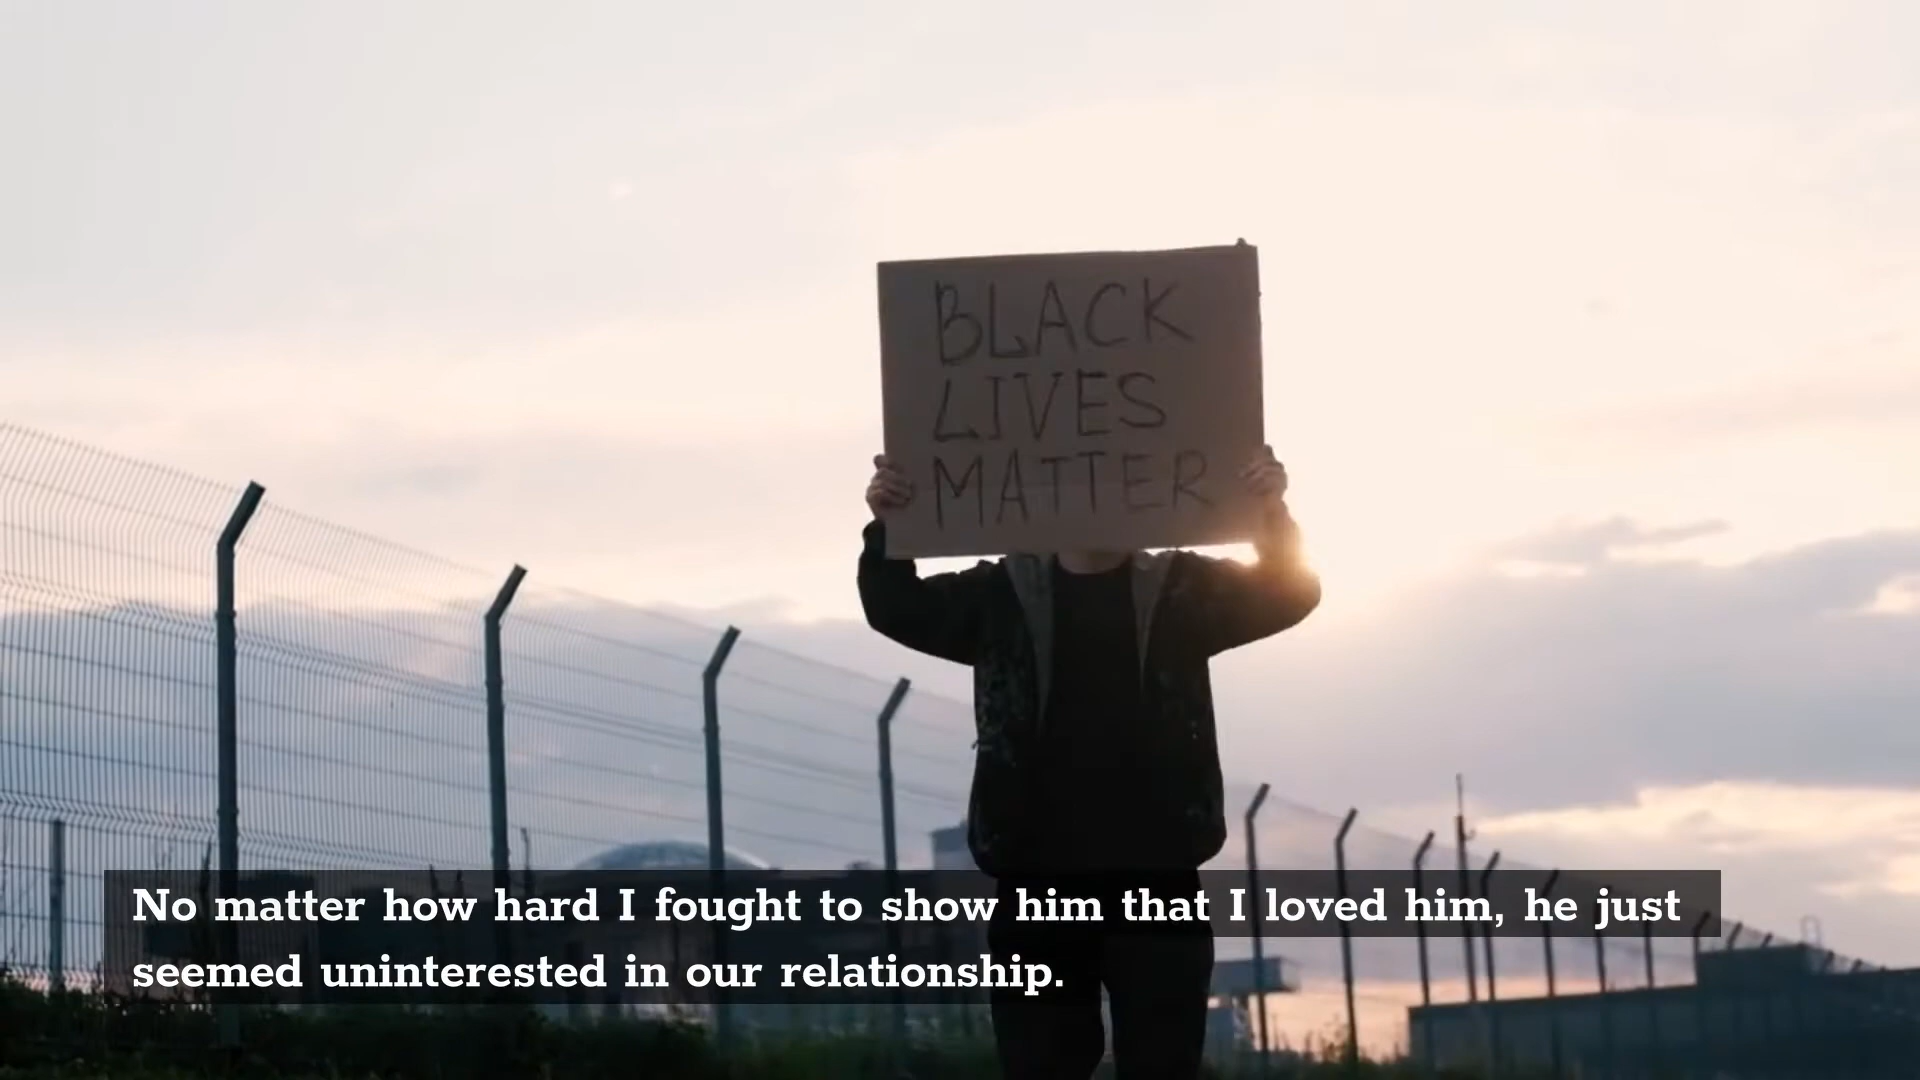 BLACK
LIVES
MATTER
No matter how hard I fought to show him that I loved him, he just
seemed uninterested in our relationship.